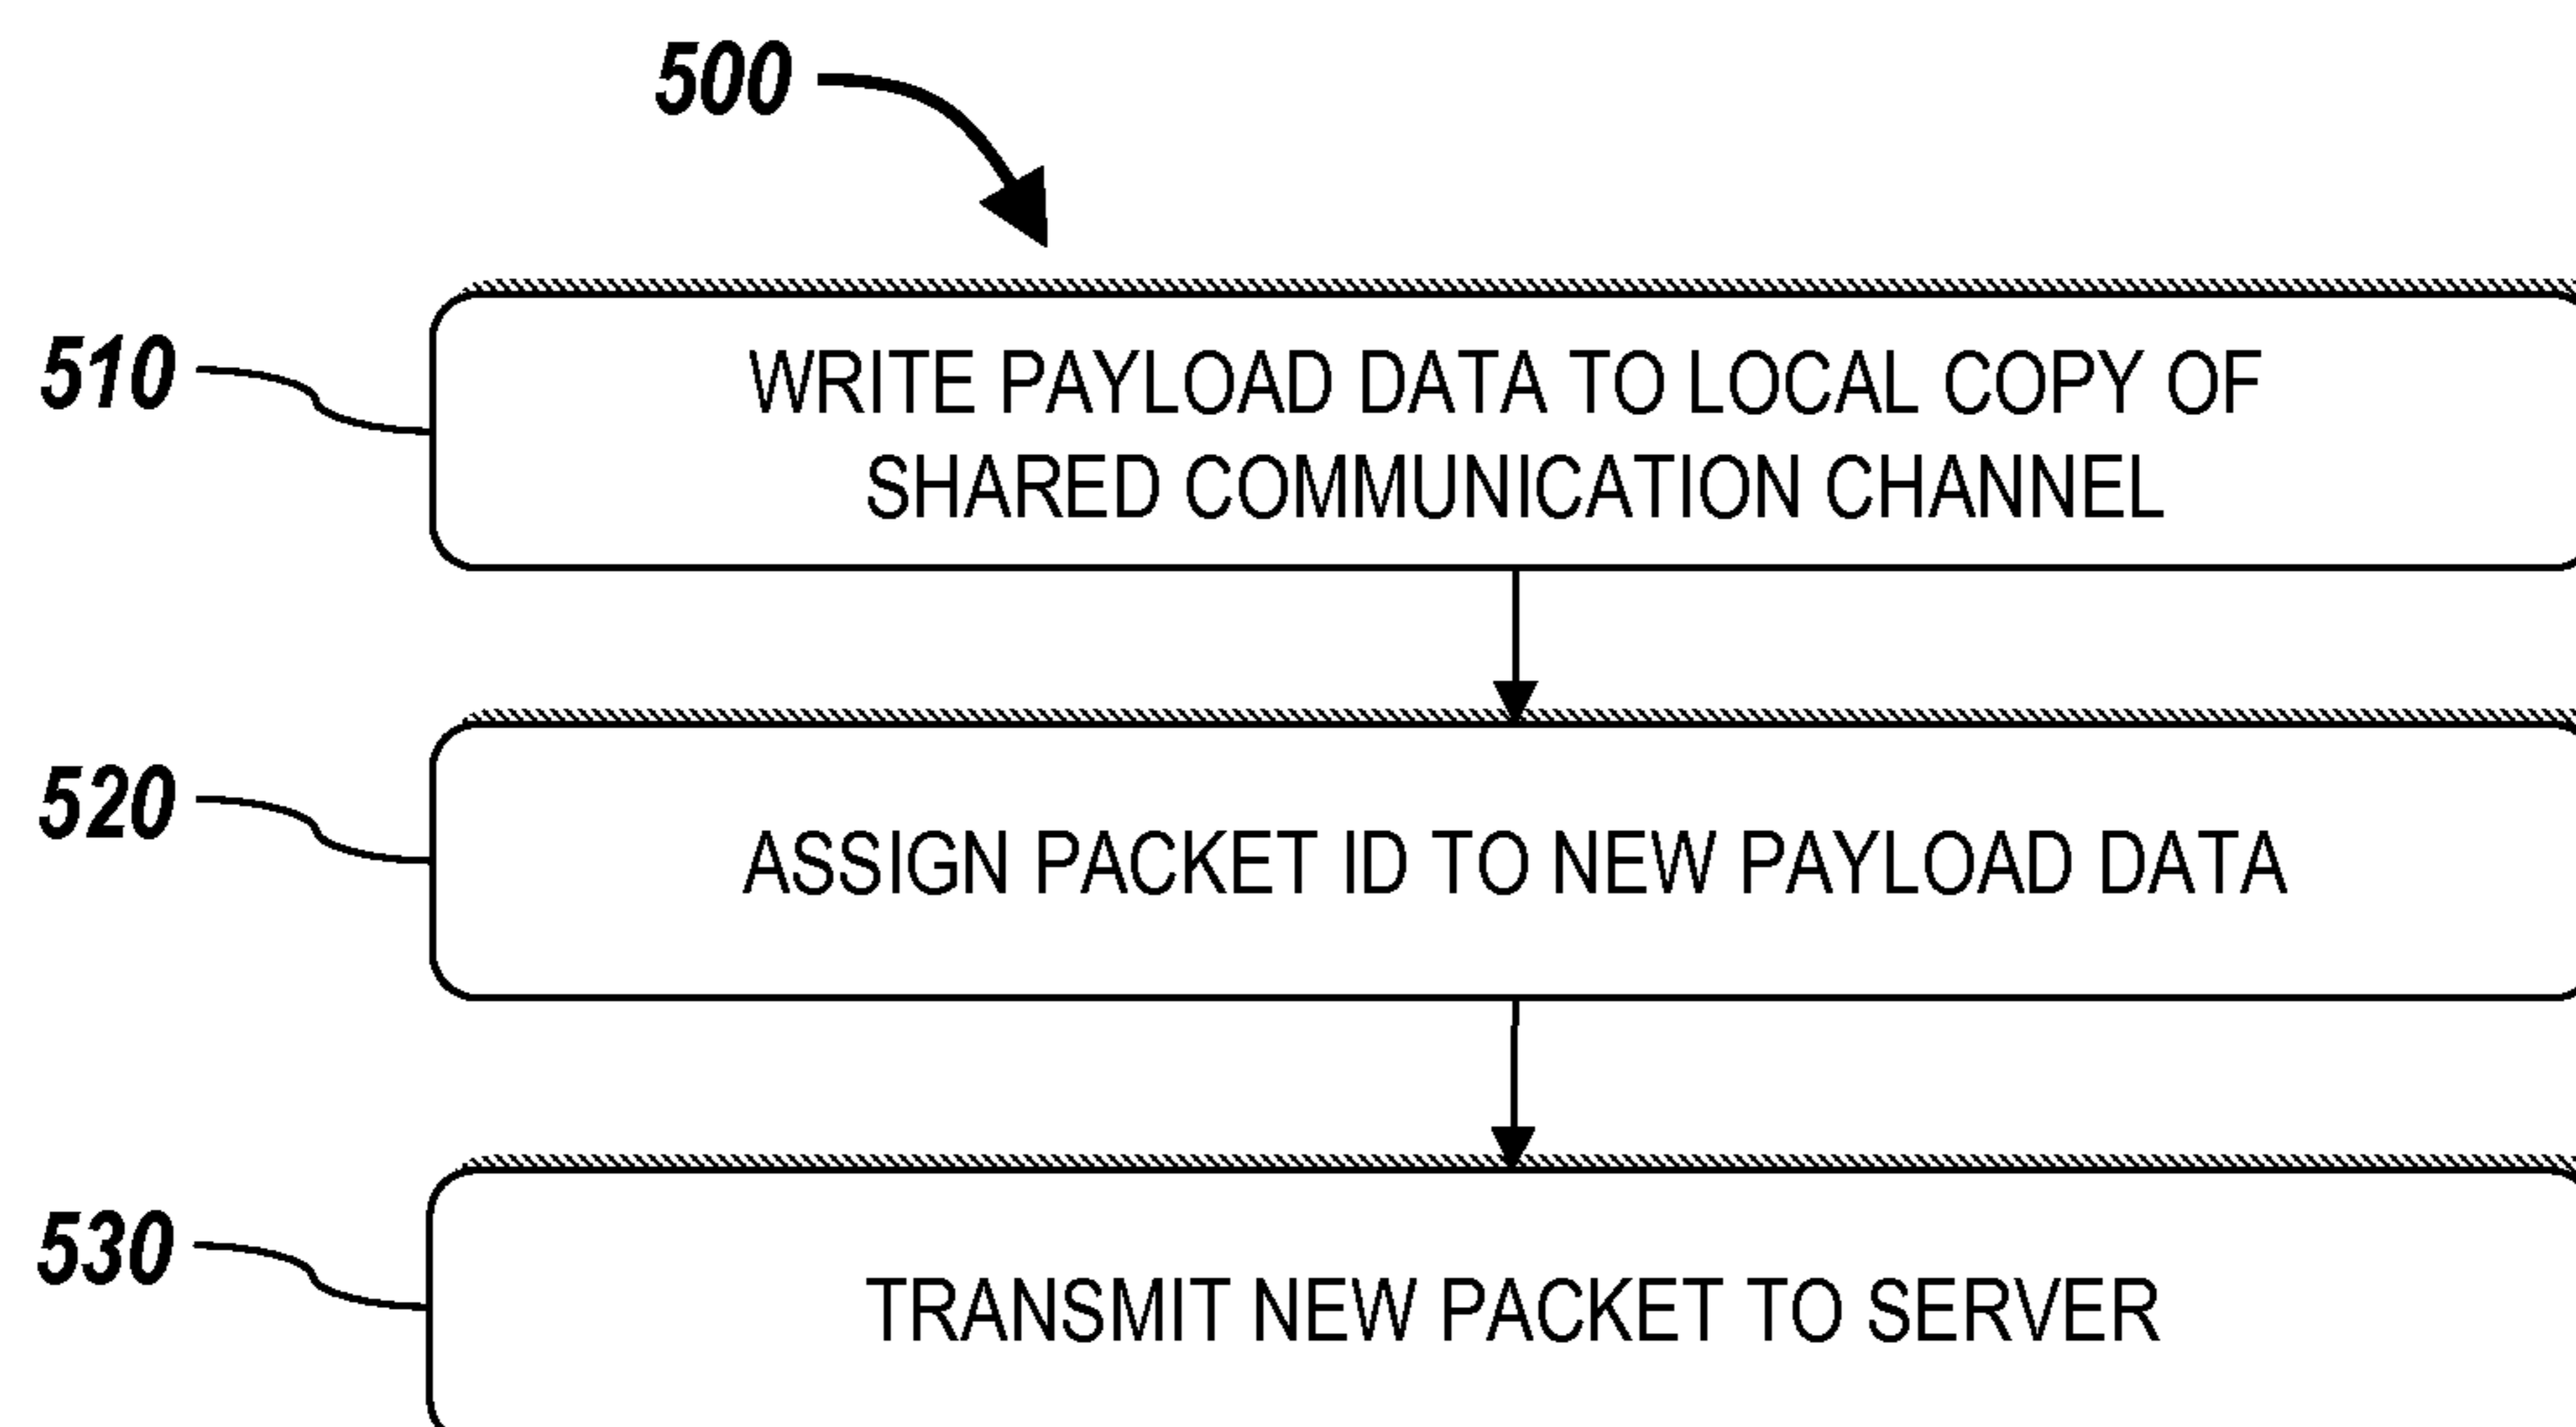 500
510
WRITE PAYLOAD DATA TO LOCAL COPY OF
SHARED COMMUNICATION CHANNEL
520
ASSIGN PACKET ID TO NEW PAYLOAD DATA
530
TRANSMIT NEW PACKET TO SERVER